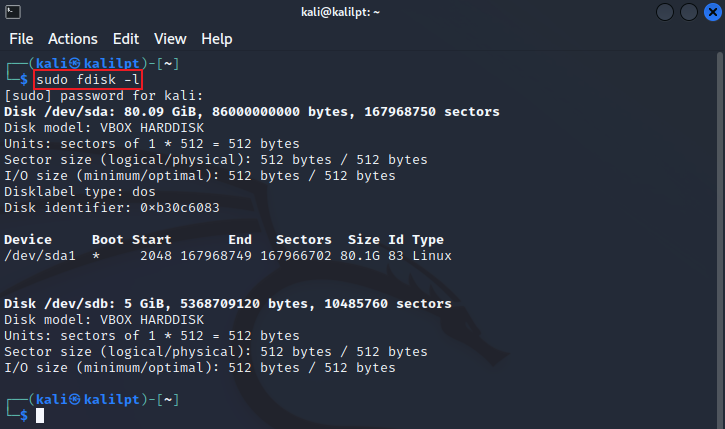 kali@kalilpt: ~
File Actions Edit View Help
┌──(kali㉿kalilpt)-[~]
└─$ sudo fdisk -l
[sudo] password for kali:
Disk /dev/sda: 80.09 GiB, 86000000000 bytes, 167968750 sectors
Disk model: VBOX HARDDISK
Units: sectors of 1 * 512 = 512 bytes
Sector size (logical/physical): 512 bytes / 512 bytes
I/O size (minimum/optimal): 512 bytes / 512 bytes
Disklabel type: dos
Disk identifier: 0×b30c6083
Device     Boot Start       End   Sectors  Size Id Type
/dev/sda1  *     2048 167968749 167966702 80.1G 83 Linux
Disk /dev/sdb: 5 GiB, 5368709120 bytes, 10485760 sectors
Disk model: VBOX HARDDISK
Units: sectors of 1 * 512 = 512 bytes
Sector size (logical/physical): 512 bytes / 512 bytes
I/O size (minimum/optimal): 512 bytes / 512 bytes
┌──(kali㉿kalilpt)-[~]
└─$